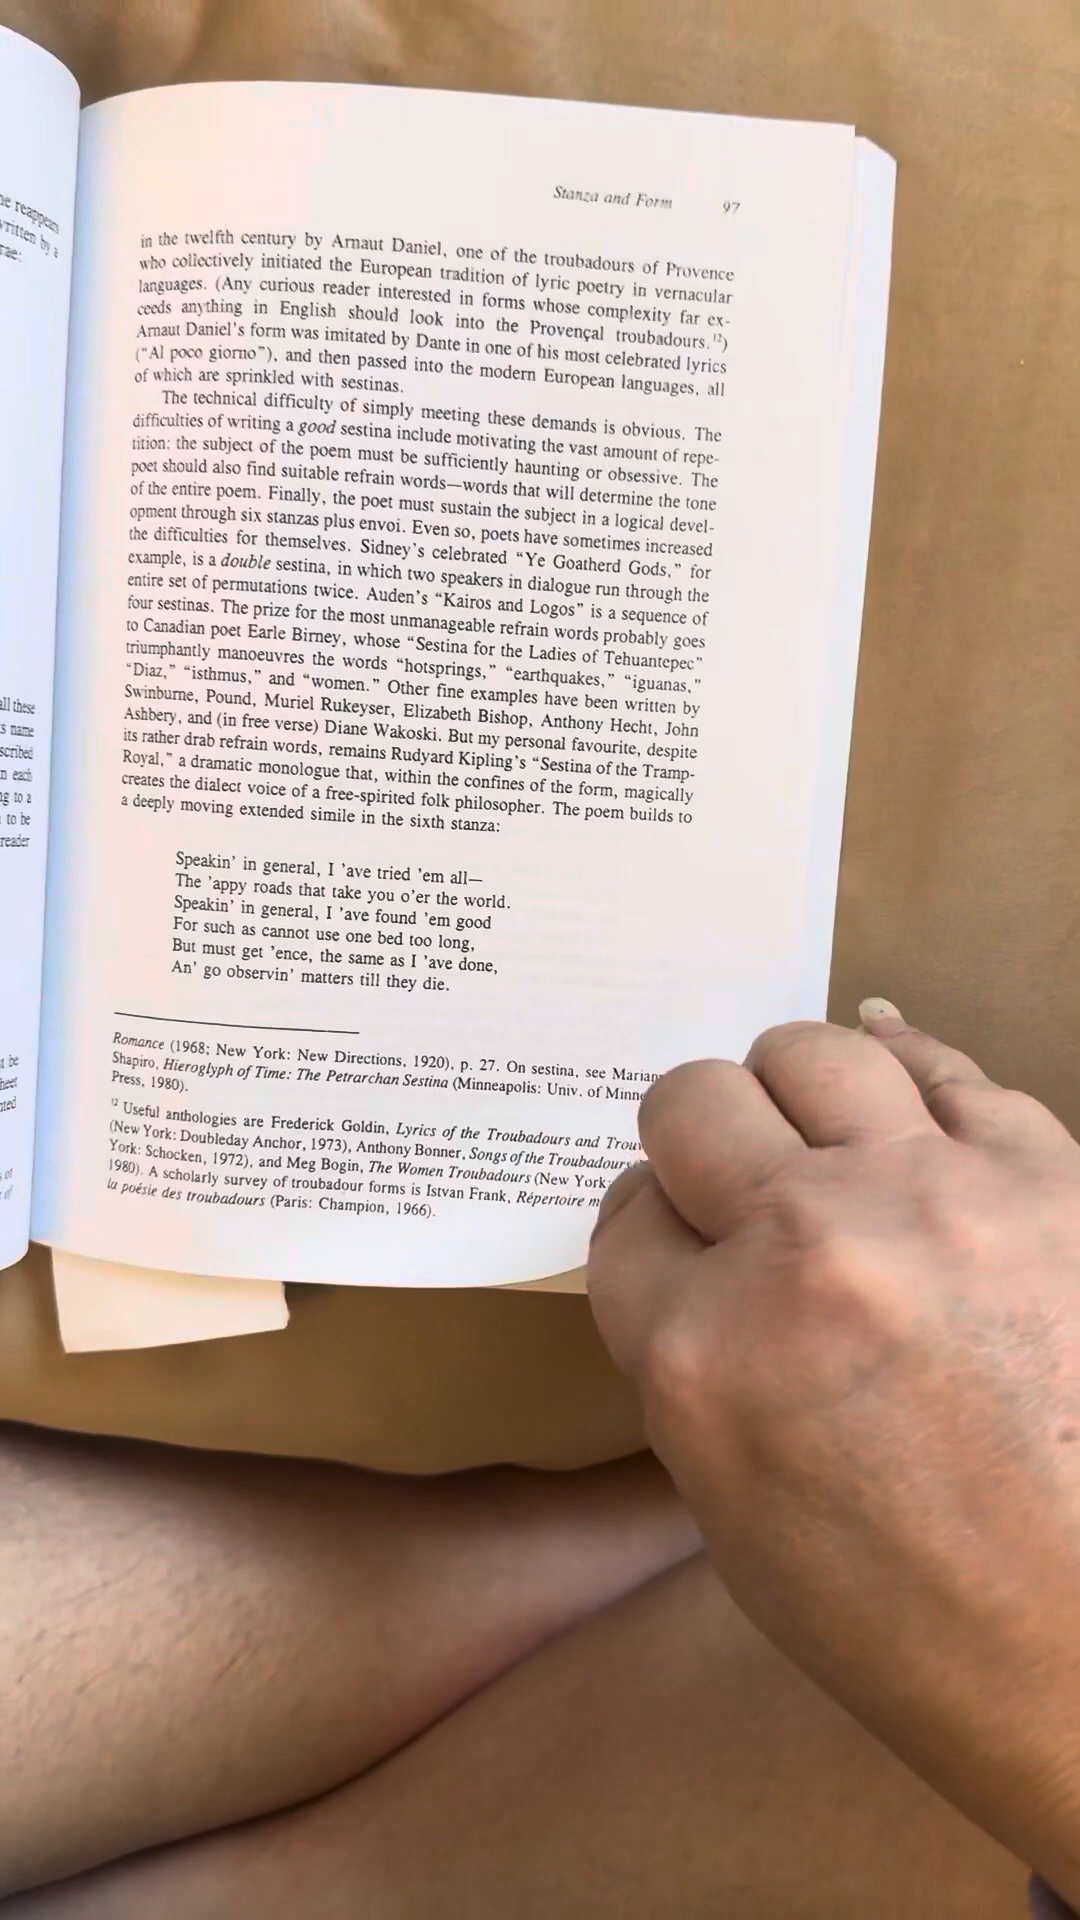 ne reappears
written by a
rae:
all these
s name
scribed
n each
ng to a
to be
reader
t be
heet
nted
s of
of
Stanza and Form 97
in the twelfth century by Arnaut Daniel, one of the troubadours of Provence
who collectively initiated the European tradition of lyric poetry in vernacular
languages. (Any curious reader interested in forms whose complexity far ex-
ceeds anything in English should look into the Provençal troubadours.¹²)
Arnaut Daniel's form was imitated by Dante in one of his most celebrated lyrics
("Al poco giorno"), and then passed into the modern European languages, all
of which are sprinkled with sestinas.
The technical difficulty of simply meeting these demands is obvious. The
difficulties of writing a good sestina include motivating the vast amount of repe-
tition: the subject of the poem must be sufficiently haunting or obsessive. The
poet should also find suitable refrain words—words that will determine the tone
of the entire poem. Finally, the poet must sustain the subject in a logical devel-
opment through six stanzas plus envoi. Even so, poets have sometimes increased
the difficulties for themselves. Sidney's celebrated "Ye Goatherd Gods," for
example, is a double sestina, in which two speakers in dialogue run through the
entire set of permutations twice. Auden's "Kairos and Logos" is a sequence of
four sestinas. The prize for the most unmanageable refrain words probably goes
to Canadian poet Earle Birney, whose "Sestina for the Ladies of Tehuantepec"
triumphantly manoeuvres the words "hotsprings," "earthquakes," "iguanas,"
"Diaz," "isthmus," and "women." Other fine examples have been written by
Swinburne, Pound, Muriel Rukeyser, Elizabeth Bishop, Anthony Hecht, John
Ashbery, and (in free verse) Diane Wakoski. But my personal favourite, despite
its rather drab refrain words, remains Rudyard Kipling's "Sestina of the Tramp-
Royal," a dramatic monologue that, within the confines of the form, magically
creates the dialect voice of a free-spirited folk philosopher. The poem builds to
a deeply moving extended simile in the sixth stanza:
Speakin' in general, I 'ave tried 'em all—
The 'appy roads that take you o'er the world.
Speakin' in general, I 'ave found 'em good
For such as cannot use one bed too long,
But must get 'ence, the same as I 'ave done,
An' go observin' matters till they die.
Romance (1968; New York: New Directions, 1920), p. 27. On sestina, see Marian
Shapiro, Hieroglyph of Time: The Petrarchan Sestina (Minneapolis: Univ. of Minne
Press, 1980).
¹² Useful anthologies are Frederick Goldin, Lyrics of the Troubadours and Trouv
(New York: Doubleday Anchor, 1973), Anthony Bonner, Songs of the Troubadours
York: Schocken, 1972), and Meg Bogin, The Women Troubadours (New York:
1980). A scholarly survey of troubadour forms is Istvan Frank, Répertoire m
la poésie des troubadours (Paris: Champion, 1966).